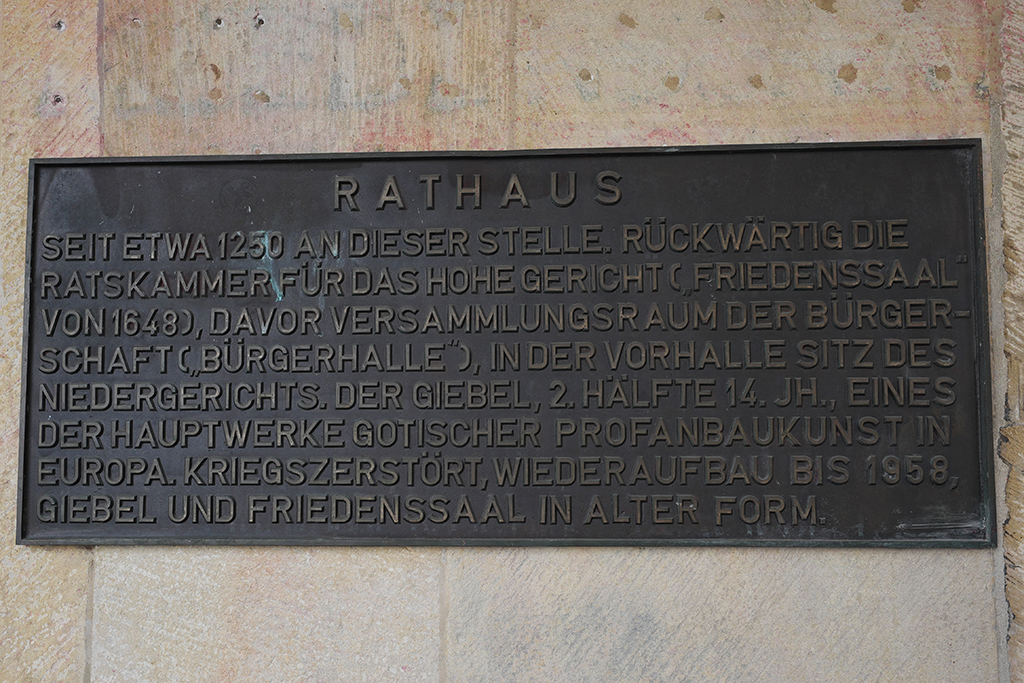 RATHAUS
SEIT ETWA 1250 AN DIESER STELLE. RÜCKWÄRTIG DIE
RATSKAMMER FÜR DAS HOHE GERICHT („FRIEDENSSAAL“
VON 1648), DAVOR VERSAMMLUNGSRAUM DER BÜRGER-
SCHAFT („BÜRGERHALLE“), IN DER VORHALLE SITZ DES
NIEDERGERICHTS. DER GIEBEL, 2. HÄLFTE 14. JH., EINES
DER HAUPTWERKE GOTISCHER PROFANBAUKUNST IN
EUROPA. KRIEGSZERSTÖRT, WIEDERAUFBAU BIS 1958,
GIEBEL UND FRIEDENSSAAL IN ALTER FORM.